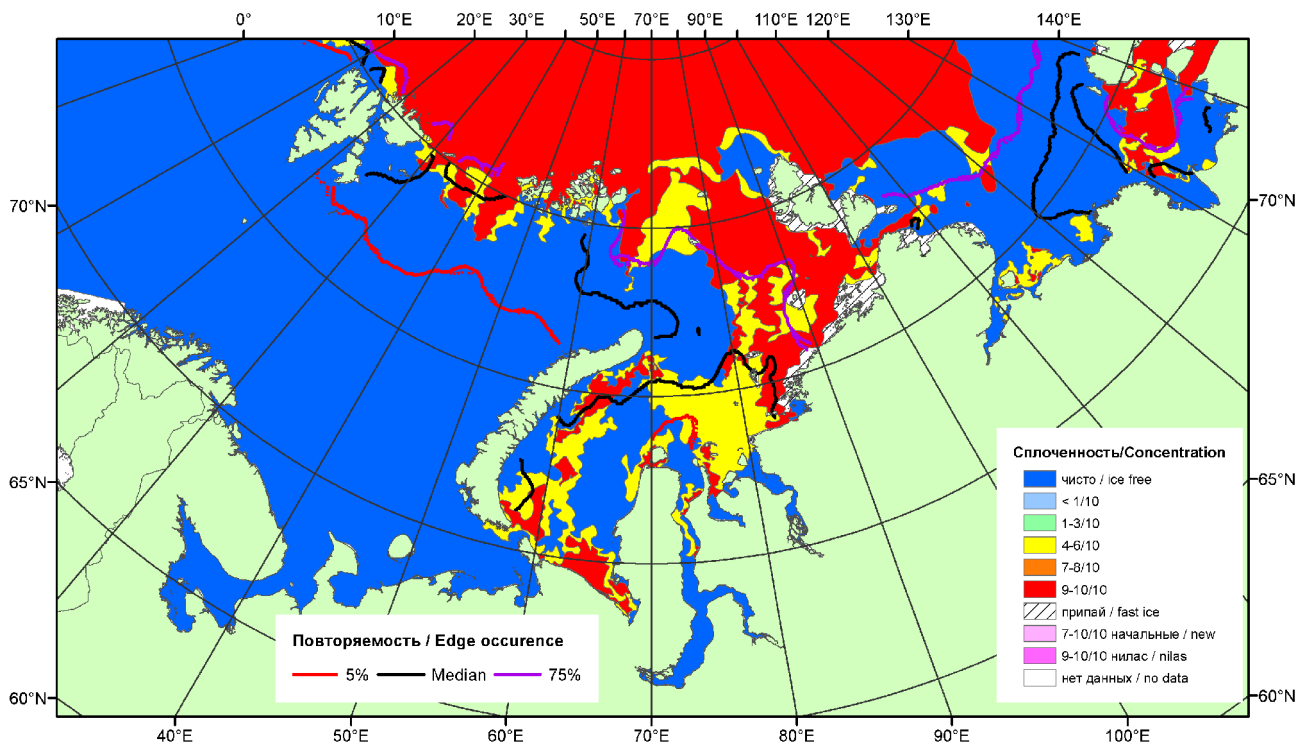 0° 10°E 20°E 30°E 50°E 70°E 90°E 110°E 120°E 130°E 140°E
70°N 70°N
65°N 65°N
60°N 60°N
Сплоченность/Concentration
чисто / ice free
< 1/10
1-3/10
4-6/10
7-8/10
9-10/10
припай / fast ice
7-10/10 начальные / new
9-10/10 нилас / nilas
нет данных / no data
Повторяемость / Edge occurence
5% Median 75%
40°E 50°E 60°E 70°E 80°E 90°E 100°E